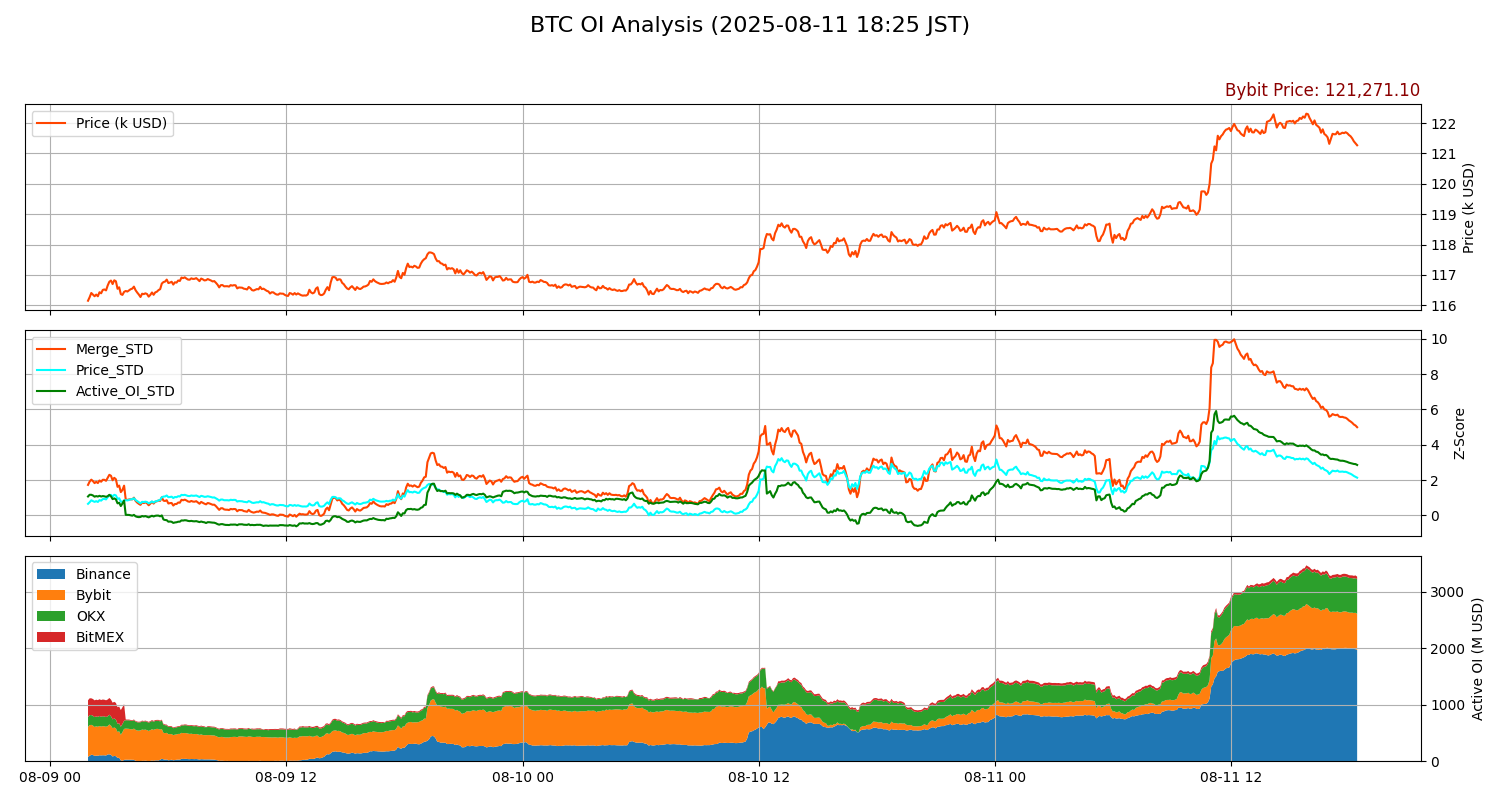 BTC OI Analysis (2025-08-11 18:25 JST)
Bybit Price: 121,271.10
Price (k USD)
122
121
120
119
118
117
116
Price (k USD)
Merge_STD
Price_STD
Active_OI_STD
10
8
6
4
2
0
Z-Score
Binance
Bybit
OKX
BitMEX
3000
2000
1000
0
Active OI (M USD)
08-09 00 08-09 12 08-10 00 08-10 12 08-11 00 08-11 12